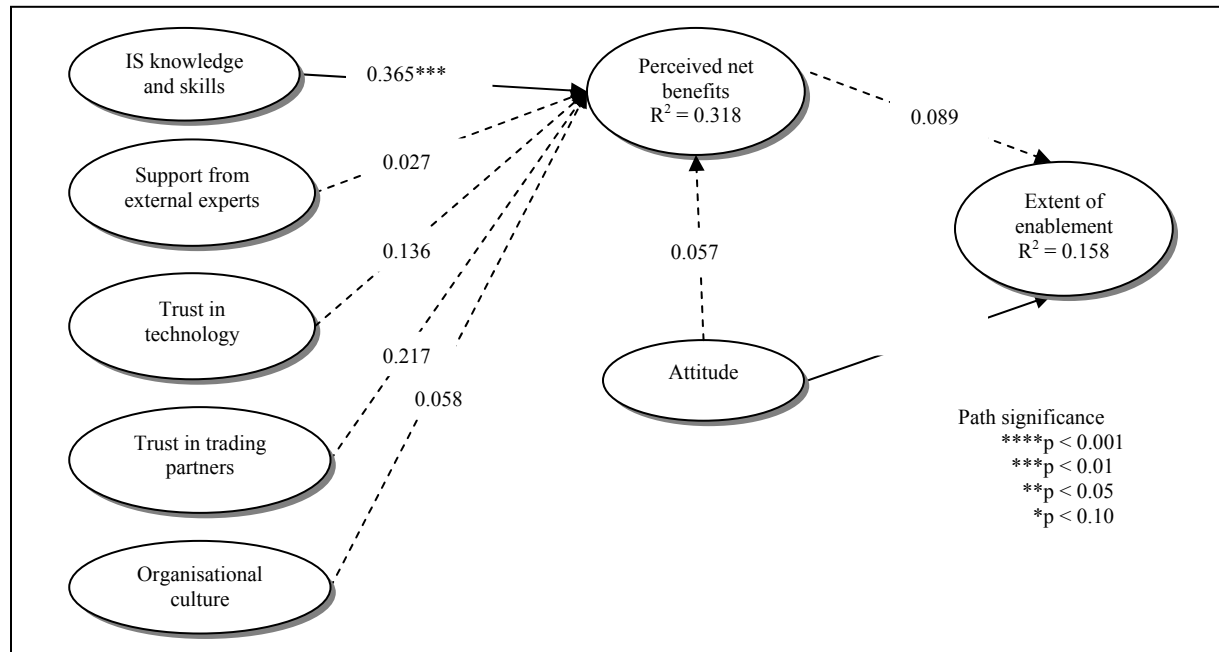 IS knowledge
and skills
0.365***
Perceived net
benefits
R² = 0.318
0.089
Support from
external experts
0.027
Extent of
enablement
R² = 0.158
Trust in
technology
0.136
0.057
Attitude
Trust in trading
partners
0.217
0.058
Organisational
culture
Path significance
****p < 0.001
***p < 0.01
**p < 0.05
*p < 0.10